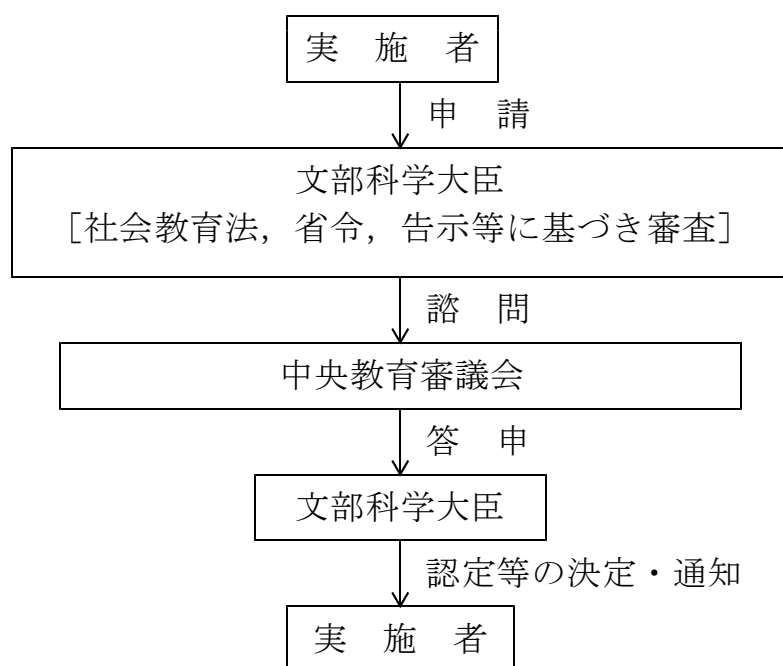 実　施　者
申　請
文部科学大臣
［社会教育法，省令，告示等に基づき審査］
諮　問
中央教育審議会
答　申
文部科学大臣
認定等の決定・通知
実　施　者